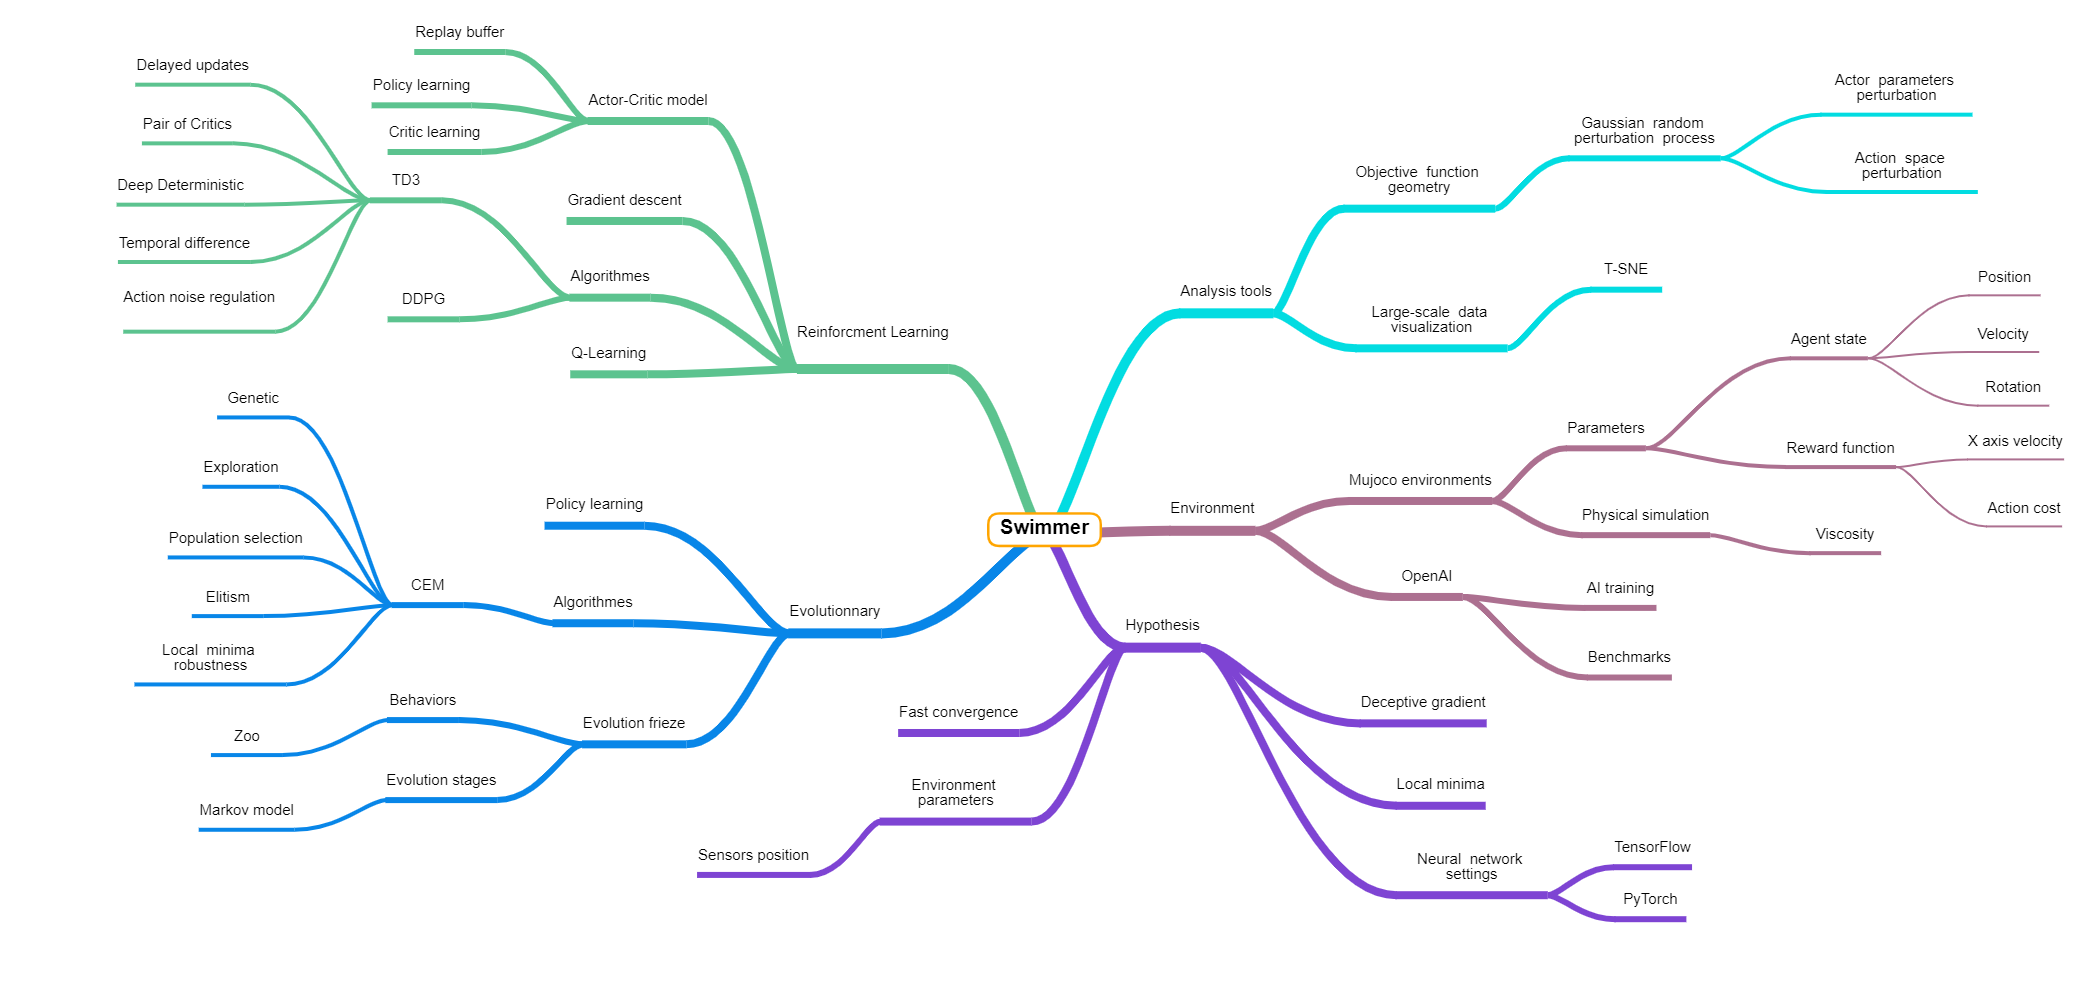 Swimmer
Reinforcment Learning
Actor-Critic model
Replay buffer
Policy learning
Critic learning
Gradient descent
Algorithmes
TD3
Delayed updates
Pair of Critics
Deep Deterministic
Temporal difference
Action noise regulation
DDPG
Q-Learning
Evolutionnary
Policy learning
Algorithmes
CEM
Genetic
Exploration
Population selection
Elitism
Local minima
robustness
Evolution frieze
Behaviors
Zoo
Evolution stages
Markov model
Analysis tools
Objective function
geometry
Gaussian random
perturbation process
Actor parameters
perturbation
Action space
perturbation
Large-scale data
visualization
T-SNE
Environment
Mujoco environments
Parameters
Agent state
Position
Velocity
Rotation
Reward function
X axis velocity
Action cost
Physical simulation
Viscosity
OpenAI
AI training
Benchmarks
Hypothesis
Fast convergence
Environment
parameters
Sensors position
Deceptive gradient
Local minima
Neural network
settings
TensorFlow
PyTorch